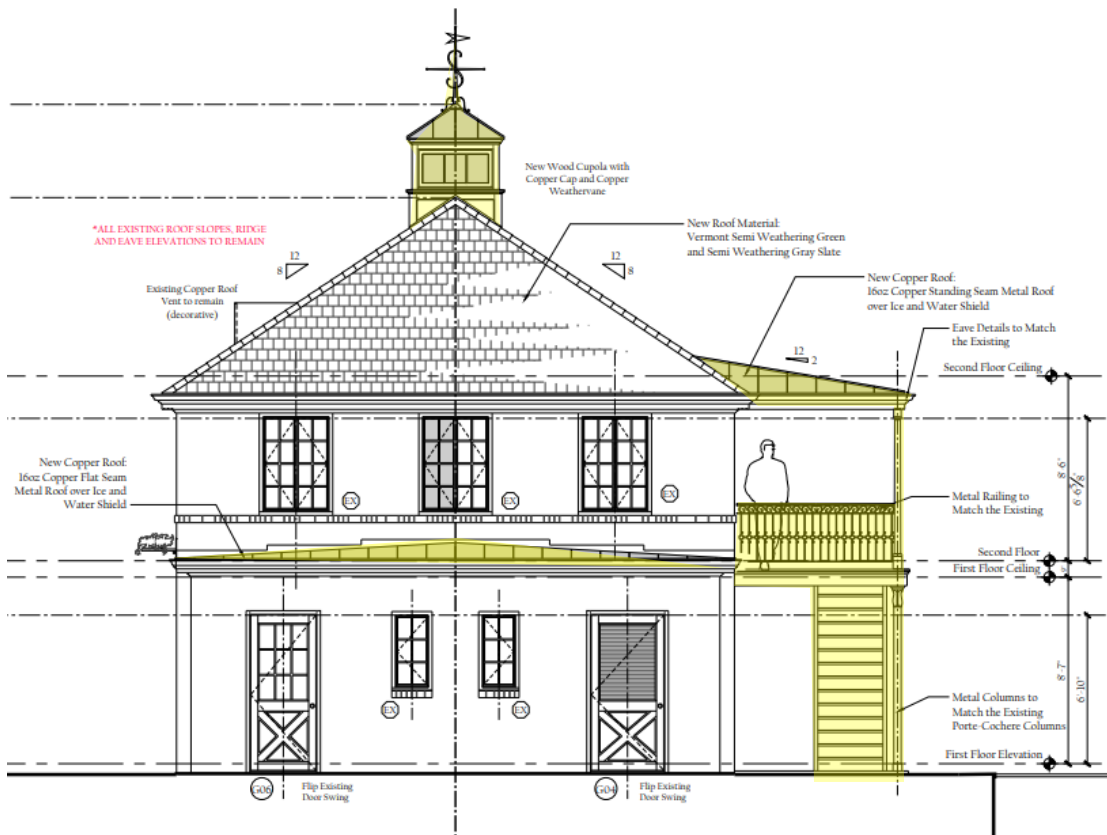 New Wood Cupola with
Copper Cap and Copper
Weathervane
*ALL EXISTING ROOF SLOPES, RIDGE
AND EAVE ELEVATIONS TO REMAIN
New Roof Material:
Vermont Semi Weathering Green
and Semi Weathering Gray Slate
12
8
12
8
New Copper Roof:
16oz Copper Standing Seam Metal Roof
over Ice and Water Shield
Existing Copper Roof
Vent to remain
(decorative)
Eave Details to Match
the Existing
12
2
Second Floor Ceiling
New Copper Roof:
16oz Copper Flat Seam
Metal Roof over Ice and
Water Shield
EX
EX
EX
8'-6"
6'-6 7/8"
Metal Railing to
Match the Existing
Second Floor
First Floor Ceiling
8'-7"
6'-10"
EX
EX
Metal Columns to
Match the Existing
Porte-Cochere Columns
First Floor Elevation
G06
Flip Existing
Door Swing
G04
Flip Existing
Door Swing